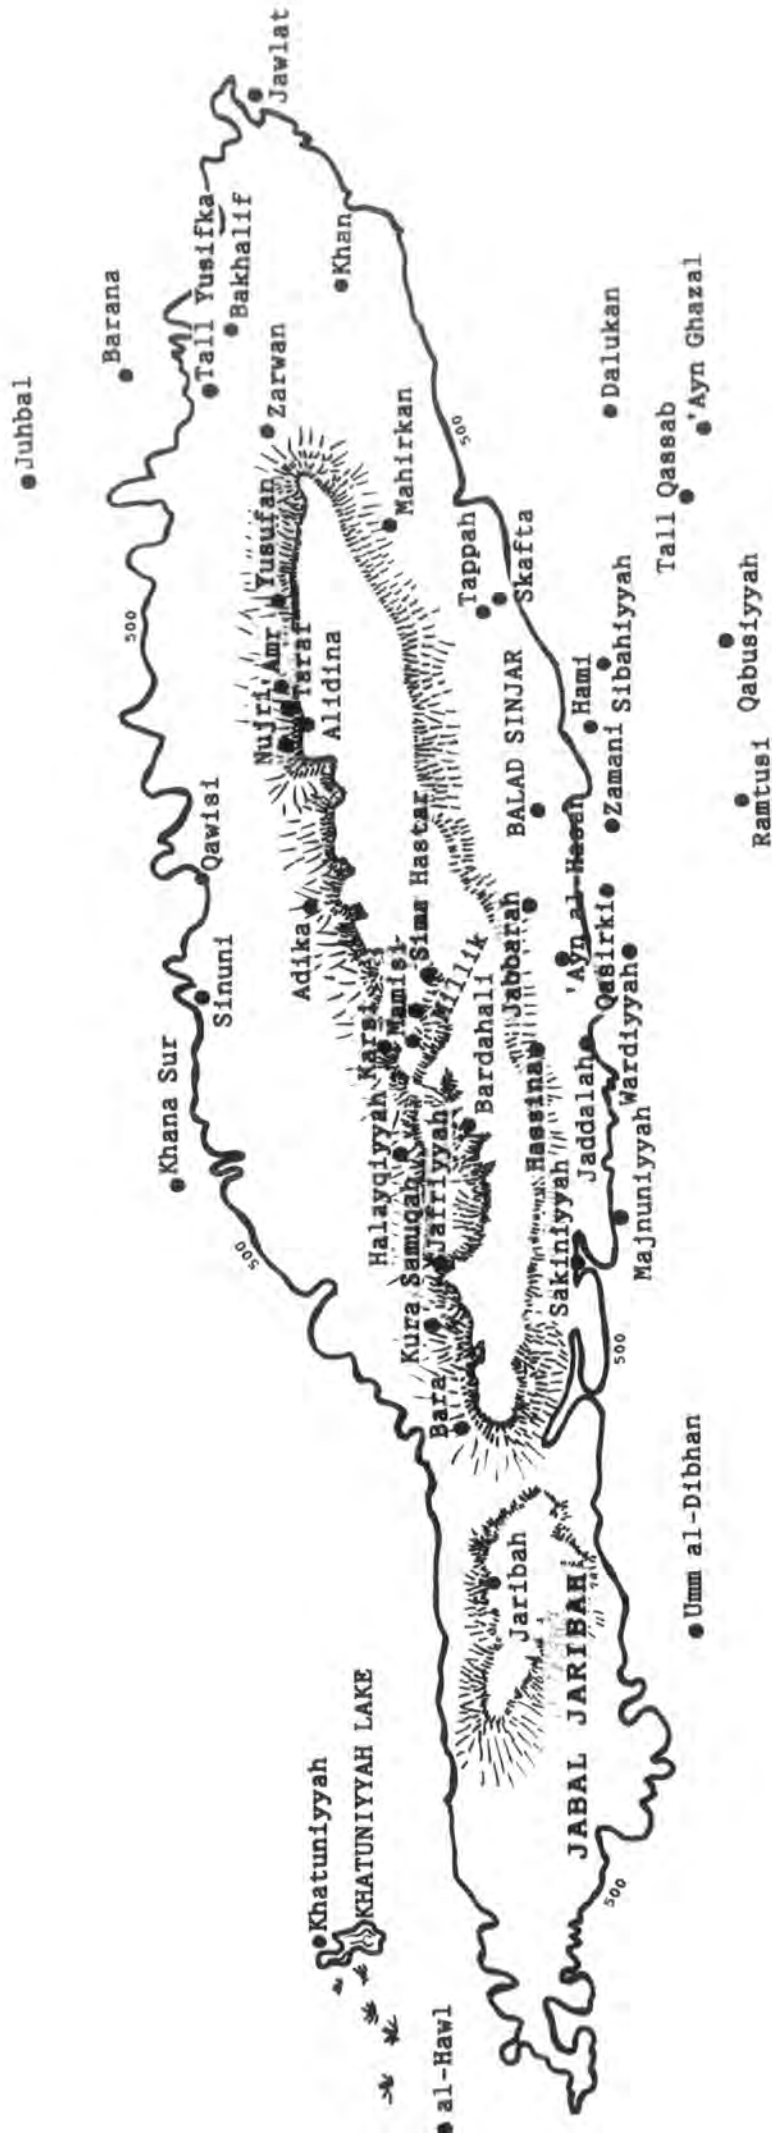 Juhbal
Barana
Jawlat
Tall Yusifka
Bakhalif
Khan
Zarwan
500
Yusufan
Amr
Nujri
Taraf
Alidina
Mahirkan
500
Dalukan
'Ayn Ghazal
Tall Qassab
Tappah
Skafta
Qawisi
Sinuni
Khana Sur
Adika
BALAD SINJAR
Hami
Sibahiyyah
Zamani
Qabusiyyah
Ramtusi
Sima Hastar
Mamisi
Karsi
Millik
Halayqiyyah
Bardahali
Jabbarah
'Ayn al-Hasan
Qasirki
Wardiyyah
Jaddalah
Hassina
Majnuniyyah
Sakiniyyah
500
Samuqah
Jafriyyah
Kura
Bara
500
Jaribah
JABAL JARIBAH
Umm al-Dibhan
Khatuniyyah
KHATUNIYYAH LAKE
500
al-Hawl